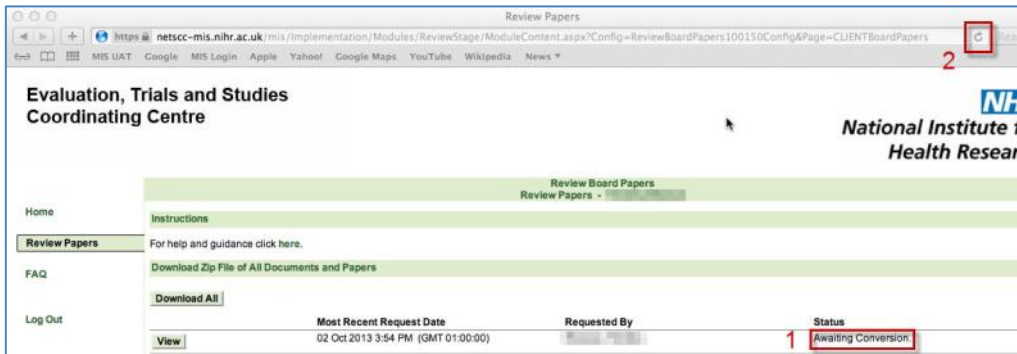 Review Papers
https netscc-mis.nihr.ac.uk/mis/Implementation/Modules/ReviewStage/ModuleContent.aspx?Config=ReviewBoardPapers100150Config&Page=CLIENTBoardPapers
2
MIS UAT Google MIS Login Apple Yahoo! Google Maps YouTube Wikipedia News
Evaluation, Trials and Studies
Coordinating Centre
National Institute
Health
Review Board Papers
Review Papers -
Home
Instructions
Review Papers
For help and guidance click here.
FAQ
Download Zip File of All Documents and Papers
Download All
Log Out
Most Recent Request Date Requested By Status
View 02 Oct 2013 3:54 PM (GMT 01:00:00) 1 Awaiting Conversion.